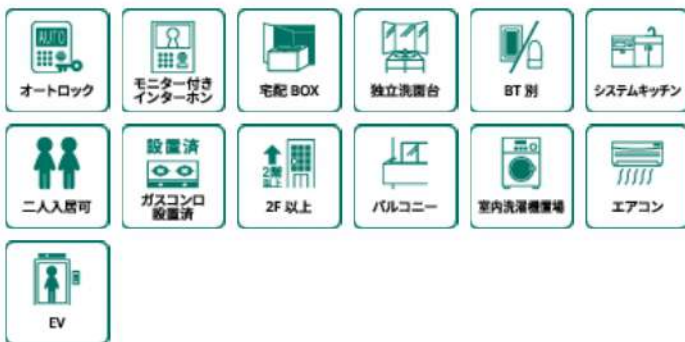 AUTO
オートロック
モニター付き
インターホン
宅配 BOX
独立洗面台
BT 別
システムキッチン
二人入居可
設置済
ガスコンロ
設置済
2階
以上
2F 以上
バルコニー
室内洗濯機置場
エアコン
EV